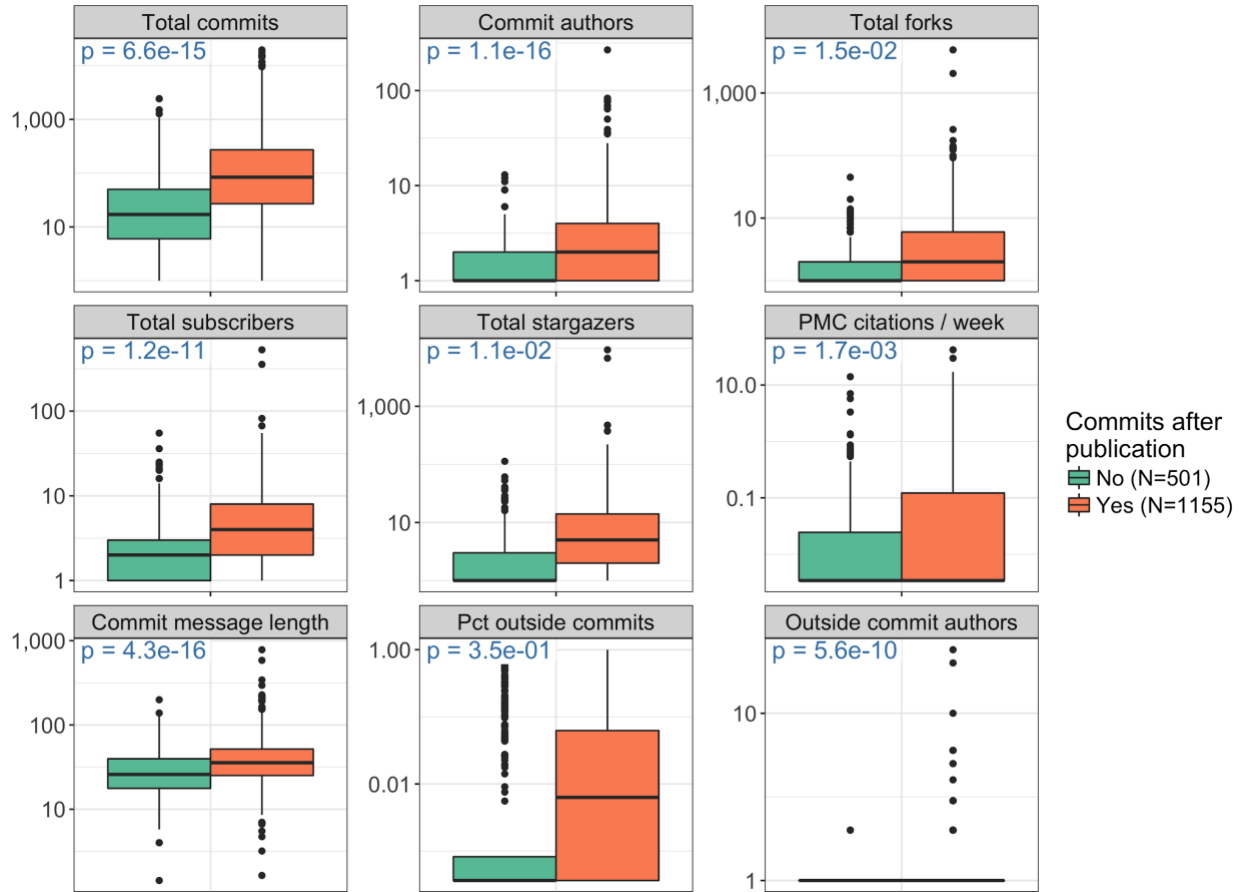 Total commits
p = 6.6e-15
1,000
10
Commit authors
p = 1.1e-16
100
10
1
Total forks
p = 1.5e-02
1,000
10
Total subscribers
p = 1.2e-11
100
10
1
Total stargazers
p = 1.1e-02
1,000
10
PMC citations / week
p = 1.7e-03
10.0
0.1
Commit message length
p = 4.3e-16
1,000
100
10
Pct outside commits
p = 3.5e-01
1.00
0.01
Outside commit authors
p = 5.6e-10
10
1
Commits after
publication
No (N=501)
Yes (N=1155)